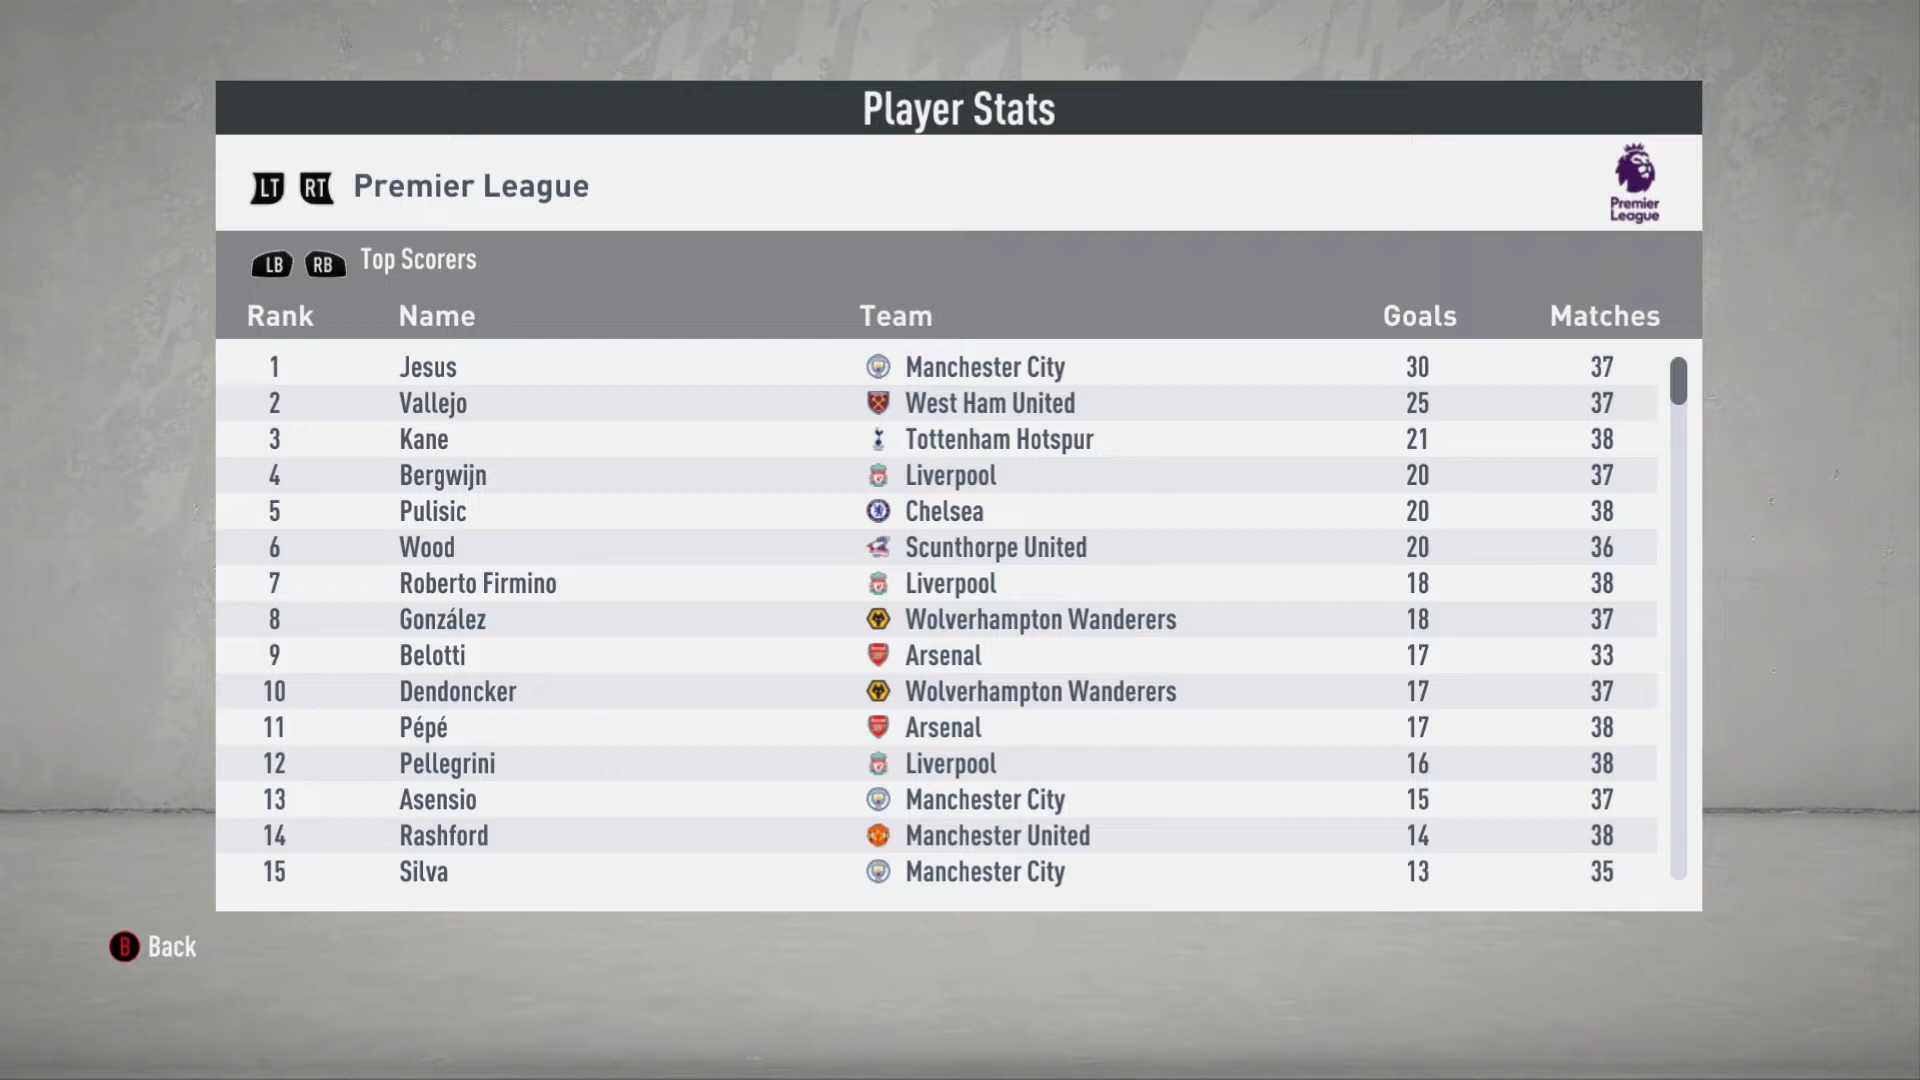 Player Stats
LT RT Premier League
Premier
League
LB RB Top Scorers
Rank Name Team Goals Matches
1 Jesus Manchester City 30 37
2 Vallejo West Ham United 25 37
3 Kane Tottenham Hotspur 21 38
4 Bergwijn Liverpool 20 37
5 Pulisic Chelsea 20 38
6 Wood Scunthorpe United 20 36
7 Roberto Firmino Liverpool 18 38
8 González Wolverhampton Wanderers 18 37
9 Belotti Arsenal 17 33
10 Dendoncker Wolverhampton Wanderers 17 37
11 Pépé Arsenal 17 38
12 Pellegrini Liverpool 16 38
13 Asensio Manchester City 15 37
14 Rashford Manchester United 14 38
15 Silva Manchester City 13 35
B Back